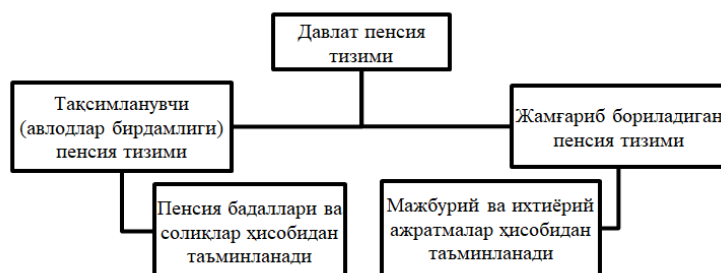 Давлат пенсия
тизими
Тақсимланувчи
(авлодлар бирдамлиги)
пенсия тизими
Жамғариб бориладиган
пенсия тизими
Пенсия бадаллари ва
солиқлар ҳисобидан
таъминланади
Мажбурий ва ихтиёрий
ажратмалар ҳисобидан
таъминланади